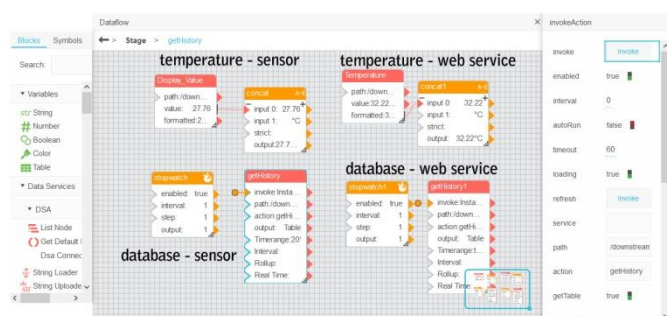 Dataflow
×
invokeAction
Blocks Symbols
Stage > getHistory
Search:
Variables
str String
# Number
Boolean
Color
Table
Data Services
DSA
List Node
Get Default
Dsa Connec
String Loader
String Uploade
temperature - sensor
Display_Value
path:/down...
value: 27.76
formatted:2...
concat
input 0: 27.76
input 1: °C
strict:
output:27.7...
temperature - web service
Temperature
path:/down...
value:32.22...
formatted:3...
concat1
input 0: 32.22
input 1: °C
strict:
output: 32.22°C
database - sensor
stopwatch
enabled: true
interval: 1
step: 1
output: 1
getHistory
invoke:Insta...
path:/down...
action:getHi...
output: Table
Timerange:20'
Interval:
Rollup:
Real Time:
database - web service
stopwatch1
enabled: true
interval: 1
step: 1
output: 1
getHistory1
invoke:Insta...
path:/down...
action:getHi...
output: Table
Timerange:t...
Interval:
Rollup:
Real Time:
invoke Invoke
enabled true
interval 0
autoRun false
timeout 60
loading true
refresh Invoke
service
path /downstream
action getHistory
getTable true